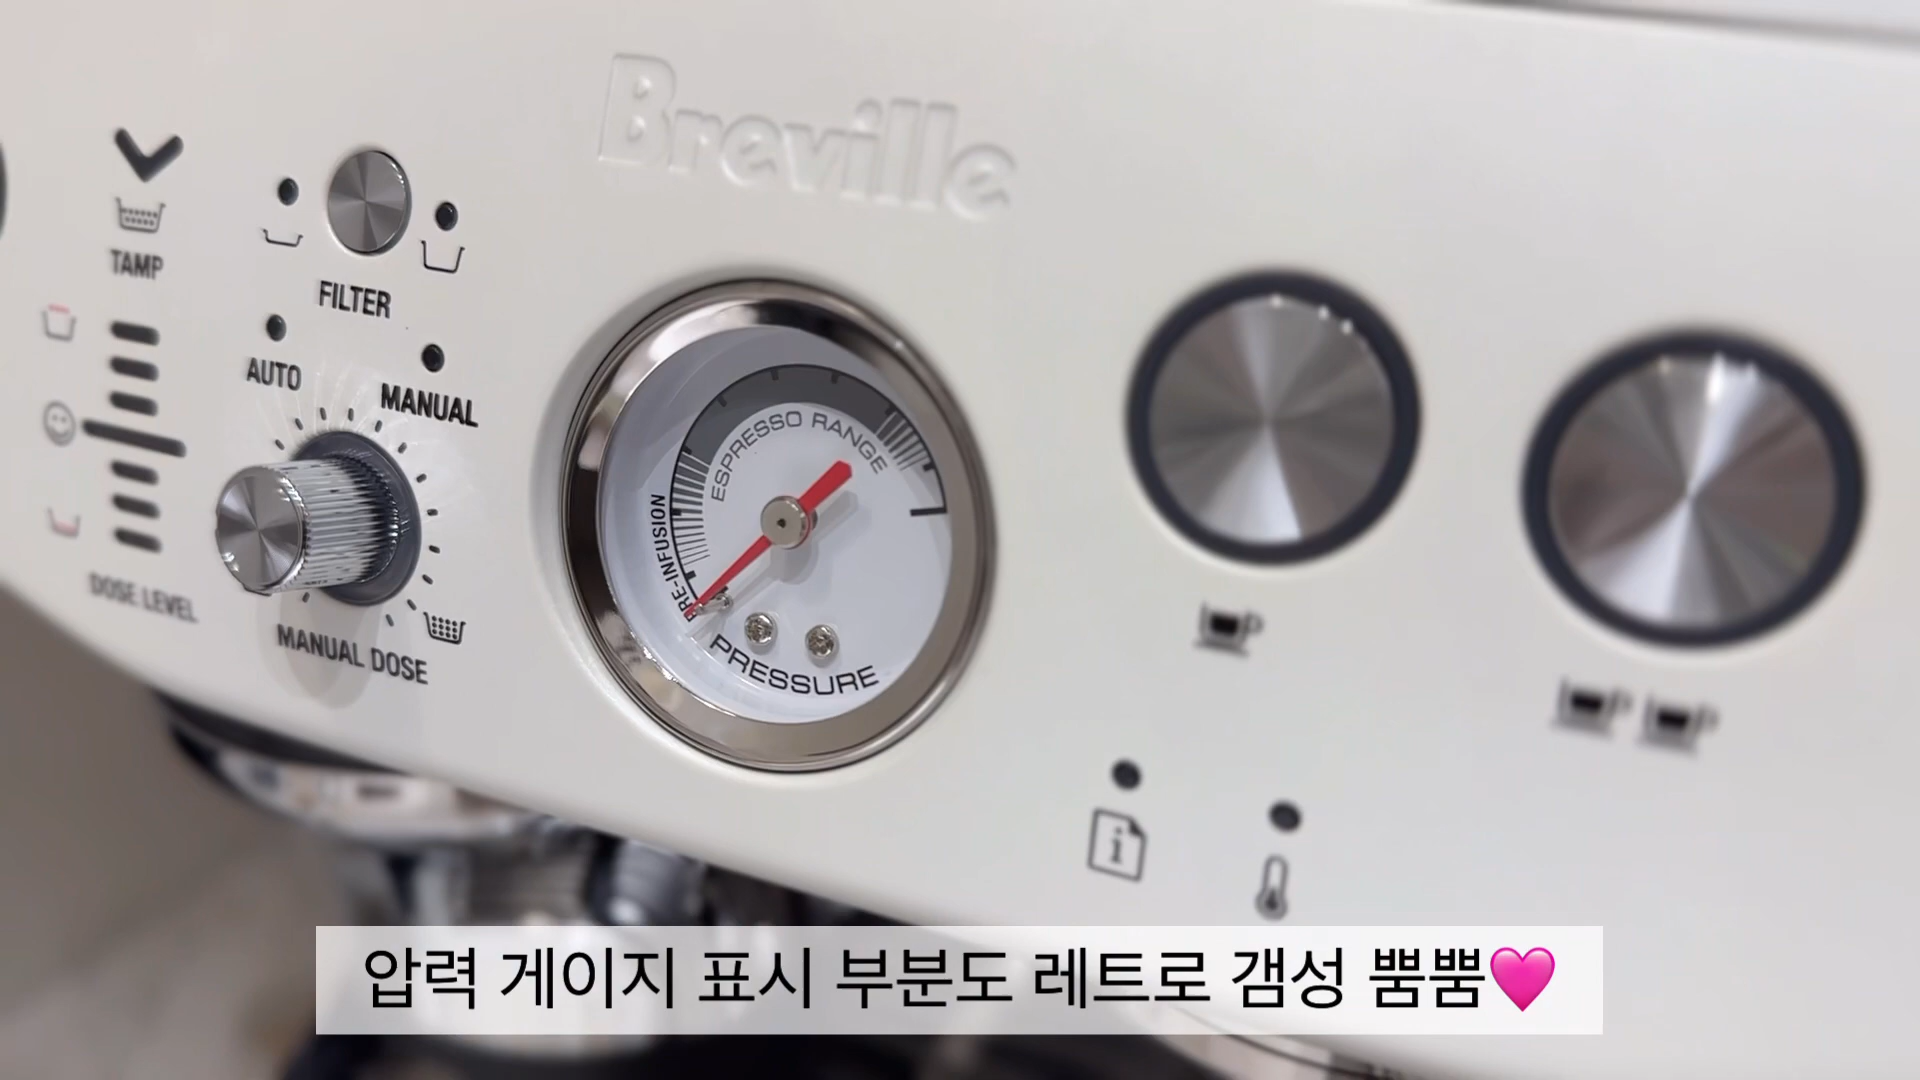 Breville
TAMP
FILTER
AUTO
MANUAL
DOSE LEVEL
MANUAL DOSE
ESPRESSO RANGE
PRE-INFUSION
PRESSURE
i
압력 게이지 표시 부분도 레트로 갬성 뿜뿜🩷